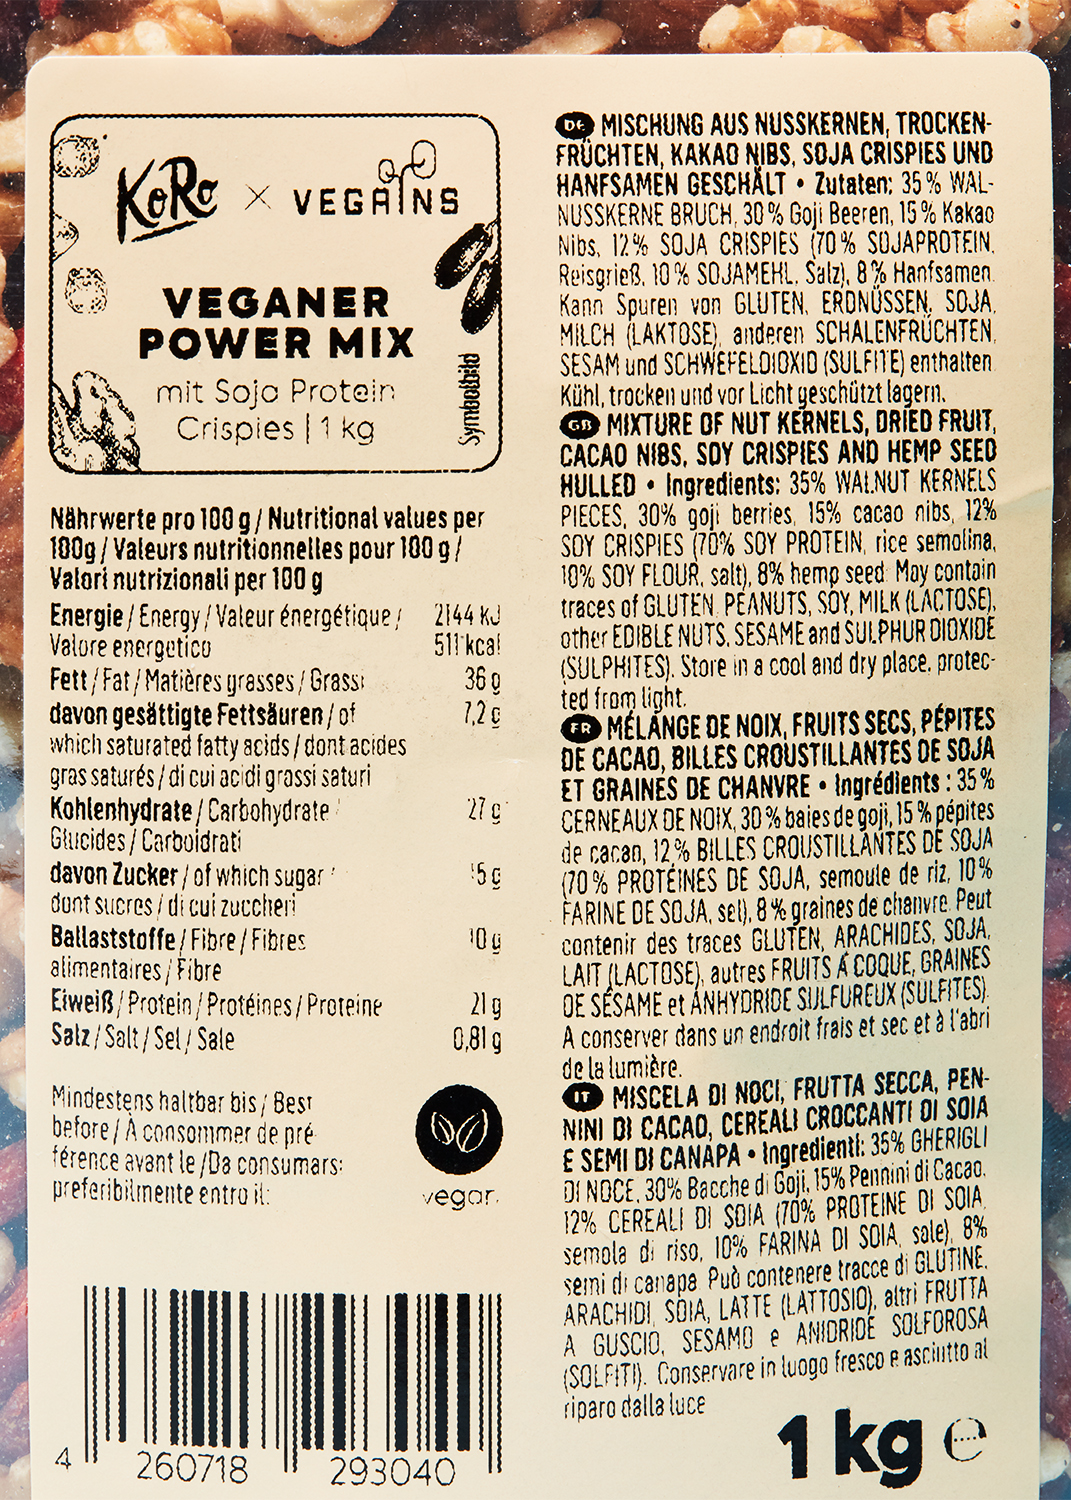 KoRo × VEGAINS
VEGANER
POWER MIX
mit Soja Protein
Crispies | 1 kg
Symbolbild
Nährwerte pro 100 g / Nutritional values per
100g / Valeurs nutritionnelles pour 100 g /
Valori nutrizionali per 100 g
Energie / Energy / Valeur énergétique / 2144 kJ
Valore energetico 511 kcal
Fett / Fat / Matières grasses / Grassi 36 g
davon gesättigte Fettsäuren / of 7,2 g
which saturated fatty acids / dont acides
gras saturés / di cui acidi grassi saturi
Kohlenhydrate / Carbohydrate / 27 g
Glucides / Carboidrati
davon Zucker / of which sugar / 15 g
dont sucres / di cui zuccheri
Ballaststoffe / Fibre / Fibres 10 g
alimentaires / Fibre
Eiweiß / Protein / Protéines / Proteine 21 g
Salz / Salt / Sel / Sale 0,81 g
Mindestens haltbar bis / Best
before / À consommer de pré-
férence avant le /Da consumarsi
preferibilmente entro il:
vegan
4 260718 293040
DE MISCHUNG AUS NUSSKERNEN, TROCKEN-
FRÜCHTEN, KAKAO NIBS, SOJA CRISPIES UND
HANFSAMEN GESCHÄLT • Zutaten: 35 % WAL-
NUSSKERNE BRUCH, 30 % Goji Beeren, 15 % Kakao
Nibs, 12 % SOJA CRISPIES (70 % SOJAPROTEIN,
Reisgrieß, 10 % SOJAMEHL, Salz), 8 % Hanfsamen.
Kann Spuren von GLUTEN, ERDNÜSSEN, SOJA,
MILCH (LAKTOSE), anderen SCHALENFRÜCHTEN,
SESAM und SCHWEFELDIOXID (SULFITE) enthalten.
Kühl, trocken und vor Licht geschützt lagern.
GB MIXTURE OF NUT KERNELS, DRIED FRUIT,
CACAO NIBS, SOY CRISPIES AND HEMP SEED
HULLED • Ingredients: 35% WALNUT KERNELS
PIECES, 30% goji berries, 15% cacao nibs, 12%
SOY CRISPIES (70% SOY PROTEIN, rice semolina,
10% SOY FLOUR, salt), 8% hemp seed. May contain
traces of GLUTEN, PEANUTS, SOY, MILK (LACTOSE),
other EDIBLE NUTS, SESAME and SULPHUR DIOXIDE
(SULPHITES). Store in a cool and dry place, protec-
ted from light.
FR MÉLANGE DE NOIX, FRUITS SECS, PÉPITES
DE CACAO, BILLES CROUSTILLANTES DE SOJA
ET GRAINES DE CHANVRE • Ingrédients : 35 %
CERNEAUX DE NOIX, 30 % baies de goji, 15 % pépites
de cacao, 12 % BILLES CROUSTILLANTES DE SOJA
(70 % PROTÉINES DE SOJA, semoule de riz, 10 %
FARINE DE SOJA, sel), 8 % graines de chanvre. Peut
contenir des traces GLUTEN, ARACHIDES, SOJA,
LAIT (LACTOSE), autres FRUITS Á COQUE, GRAINES
DE SÉSAME et ANHYDRIDE SULFUREUX (SULFITES).
A conserver dans un endroit frais et sec et à l'abri
de la lumière.
IT MISCELA DI NOCI, FRUTTA SECCA, PEN-
NINI DI CACAO, CEREALI CROCCANTI DI SOIA
E SEMI DI CANAPA • Ingredienti: 35% GHERIGLI
DI NOCE, 30% Bacche di Goji, 15% Pennini di Cacao,
12% CEREALI DI SOIA (70% PROTEINE DI SOIA,
semola di riso, 10% FARINA DI SOIA, sale), 8%
semi di canapa. Può contenere tracce di GLUTINE,
ARACHIDI, SOIA, LATTE (LATTOSIO), altri FRUTTA
A GUSCIO, SESAMO e ANIDRIDE SOLFOROSA
(SOLFITI). Conservare in luogo fresco e asciutto al
riparo dalla luce
1 kg ℮